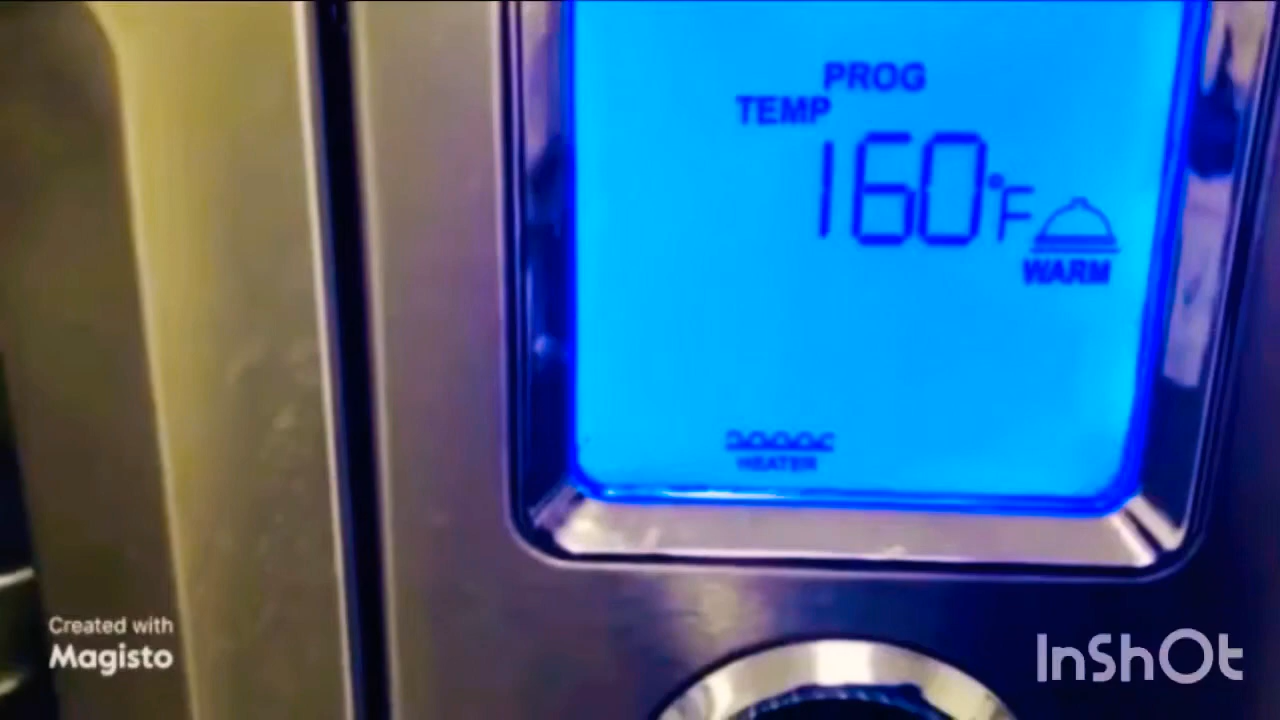 PROG
TEMP
160°F
WARM
HEATER
Created with
Magisto
InShOt